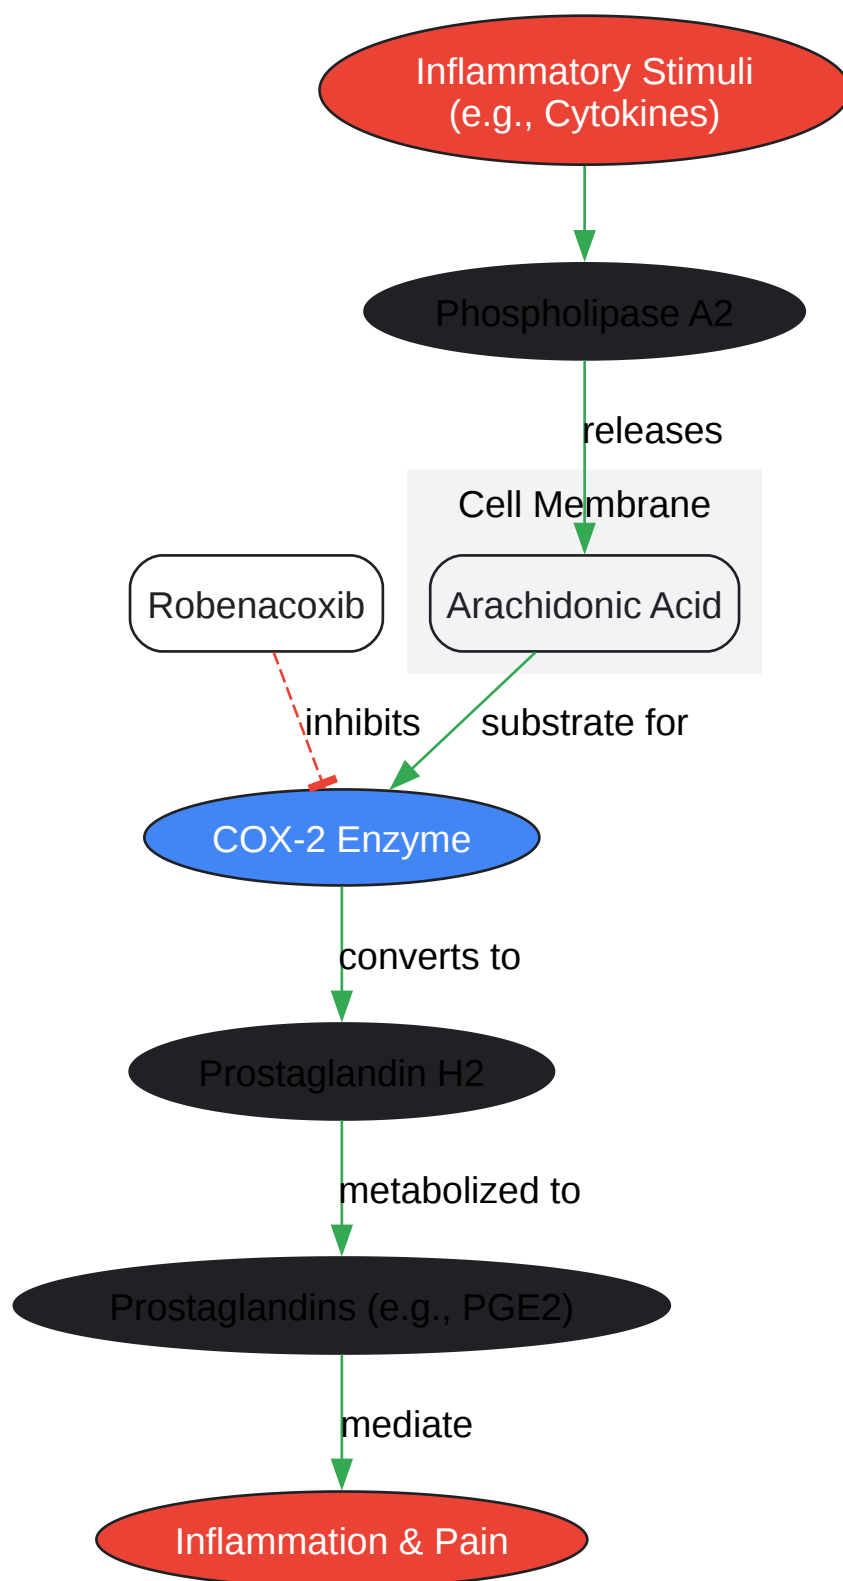 Inflammatory Stimuli
(e.g., Cytokines)
Phospholipase A2
releases
Cell Membrane
Robenacoxib
Arachidonic Acid
inhibits
substrate for
COX-2 Enzyme
converts to
Prostaglandin H2
metabolized to
Prostaglandins (e.g., PGE2)
mediate
Inflammation & Pain